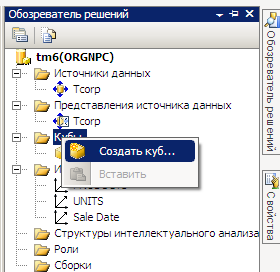 Обозреватель решений
tm6(ORGNPC)
Источники данных
Tcorp
Представления источника данных
Tcorp
Кубы
Создать куб...
Вставить
UNITS
Sale Date
Структуры интеллектуального анализа
Роли
Сборки
Обозреватель решений
Свойства